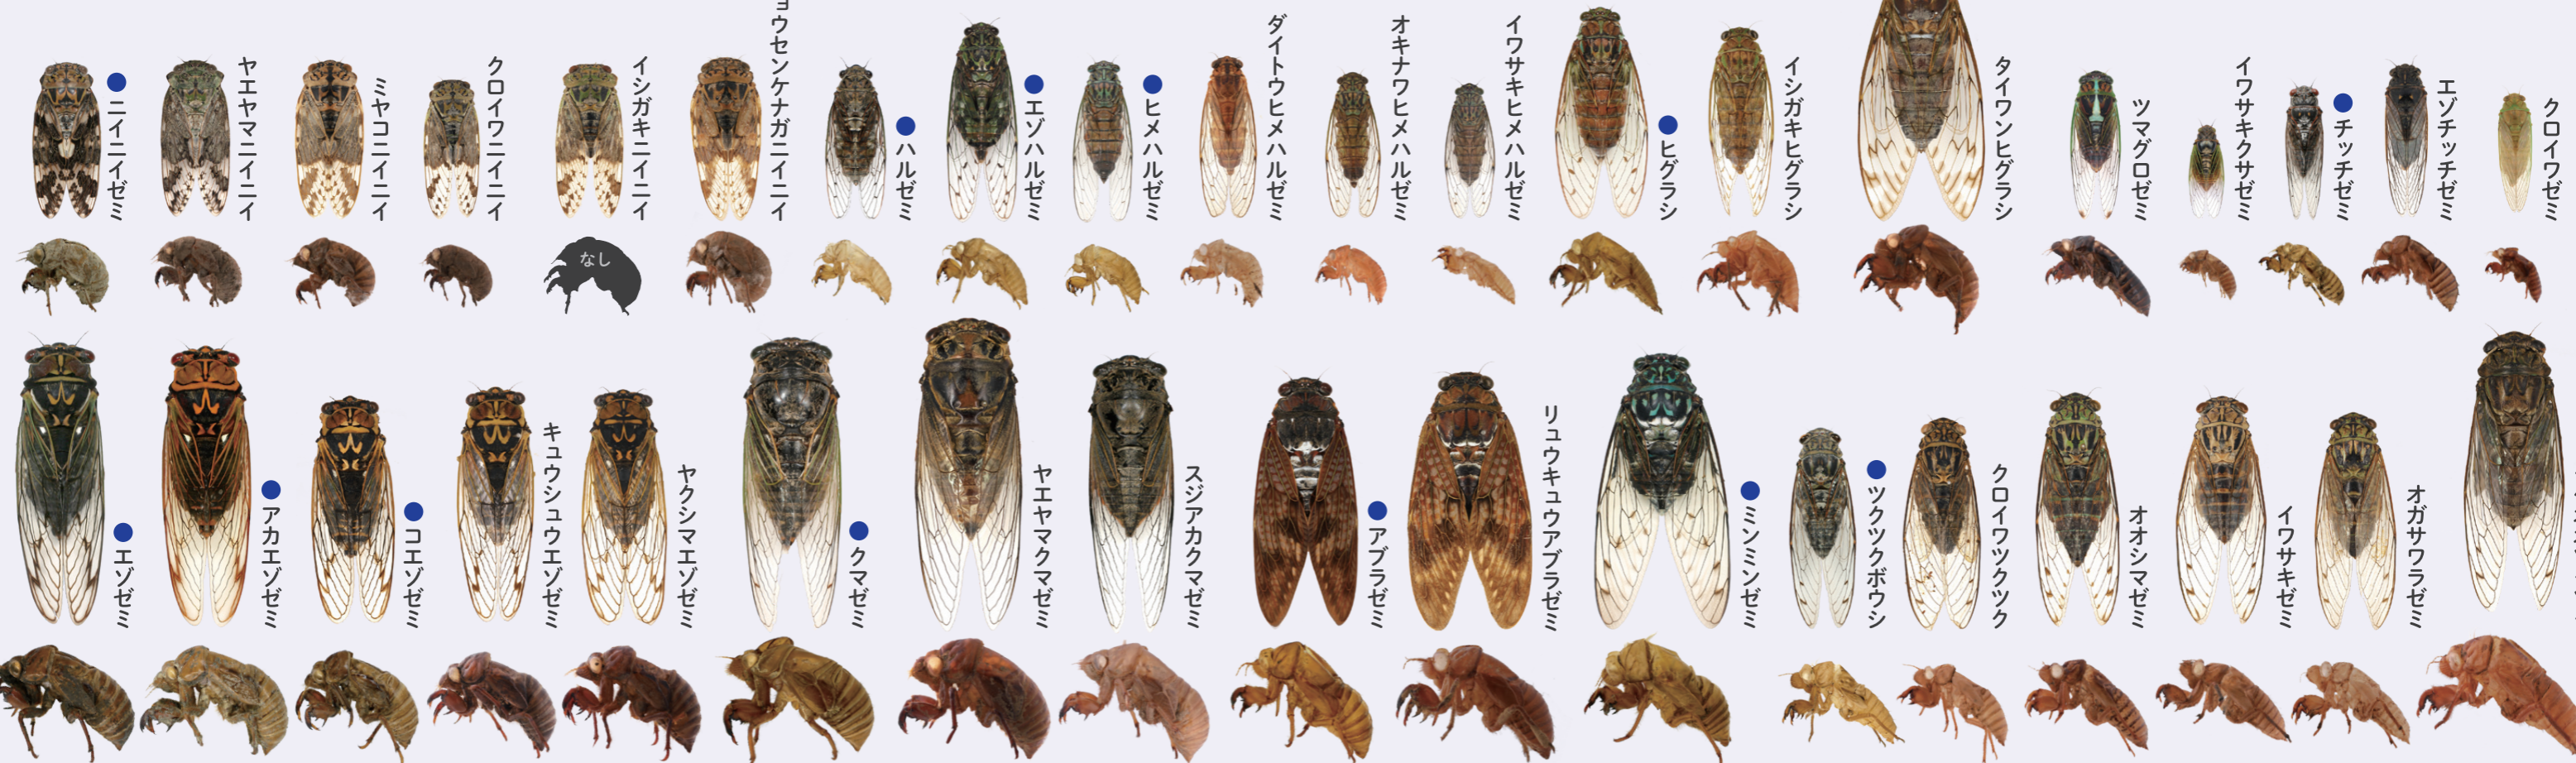 ● ニイニイゼミ
ヤエヤマニイニイ
ミヤコニイニイ
クロイワニイニイ
イシガキニイニイ
ョウセンケナガニイニイ
● ハルゼミ
● エゾハルゼミ
● ヒメハルゼミ
ダイトウヒメハルゼミ
オキナワヒメハルゼミ
イワサキヒメハルゼミ
● ヒグラシ
イシガキヒグラシ
タイワンヒグラシ
ツマグロゼミ
イワサキクサゼミ
● チッチゼミ
エゾチッチゼミ
クロイワゼミ
なし
● エゾゼミ
● アカエゾゼミ
● コエゾゼミ
キュウシュウエゾゼミ
ヤクシマエゾゼミ
● クマゼミ
ヤエヤマクマゼミ
スジアカクマゼミ
● アブラゼミ
リュウキュウアブラゼミ
● ミンミンゼミ
● ツクツクボウシ
クロイワツクツク
オオシマゼミ
イワサキゼミ
オガサワラゼミ